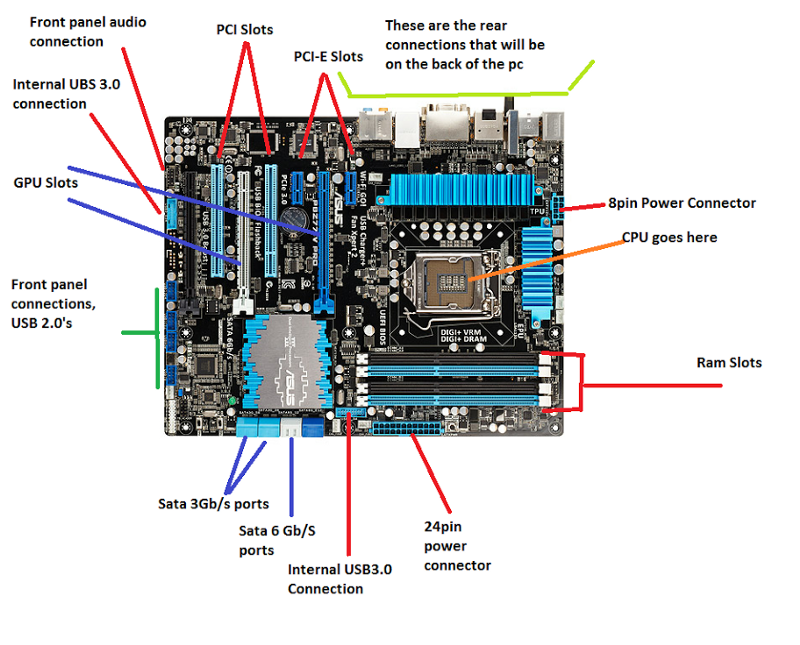 Front panel audio
connection
PCI Slots
These are the rear
connections that will be
on the back of the pc
PCI-E Slots
Internal UBS 3.0
connection
GPU Slots
8pin Power Connector
CPU goes here
Front panel
connections,
USB 2.0's
Ram Slots
Sata 3Gb/s ports
Sata 6 Gb/S
ports
24pin
power
connector
Internal USB3.0
Connection
PCIe 3.0
Wi-Fi GO!
USB BIOS Flashback
USB 3.0 Boost
P8Z77-V PRO
ASUS
USB Charger+
Fan Xpert 2
TPU
EPU
UEFI BIOS
DIGI+ VRM
DIGI+ DRAM
SATA 6Gb/s
ASUS